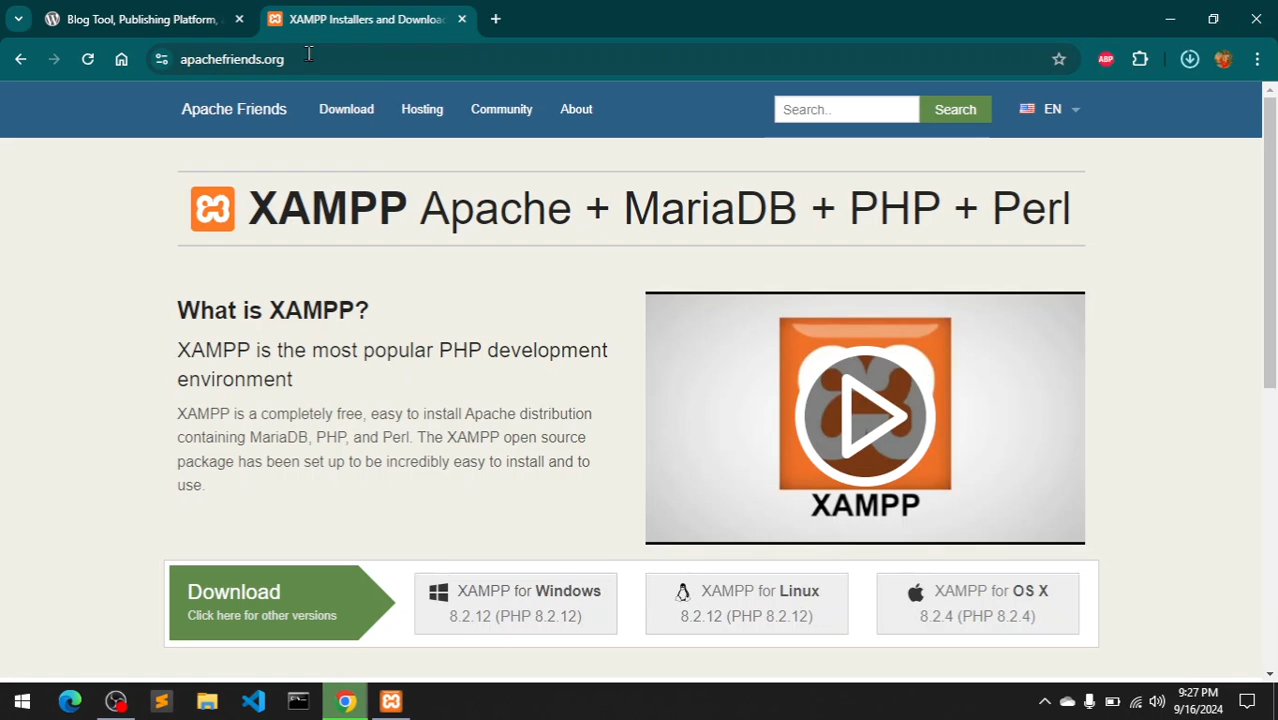 Blog Tool, Publishing Platform,
XAMPP Installers and Downloa
apachefriends.org
ABP
Apache Friends
Download
Hosting
Community
About
Search..
Search
EN
XAMPP Apache + MariaDB + PHP + Perl
What is XAMPP?
XAMPP is the most popular PHP development
environment
XAMPP is a completely free, easy to install Apache distribution
containing MariaDB, PHP, and Perl. The XAMPP open source
package has been set up to be incredibly easy to install and to
use.
XAMPP
Download
Click here for other versions
XAMPP for Windows
8.2.12 (PHP 8.2.12)
XAMPP for Linux
8.2.12 (PHP 8.2.12)
XAMPP for OS X
8.2.4 (PHP 8.2.4)
9:27 PM
9/16/2024